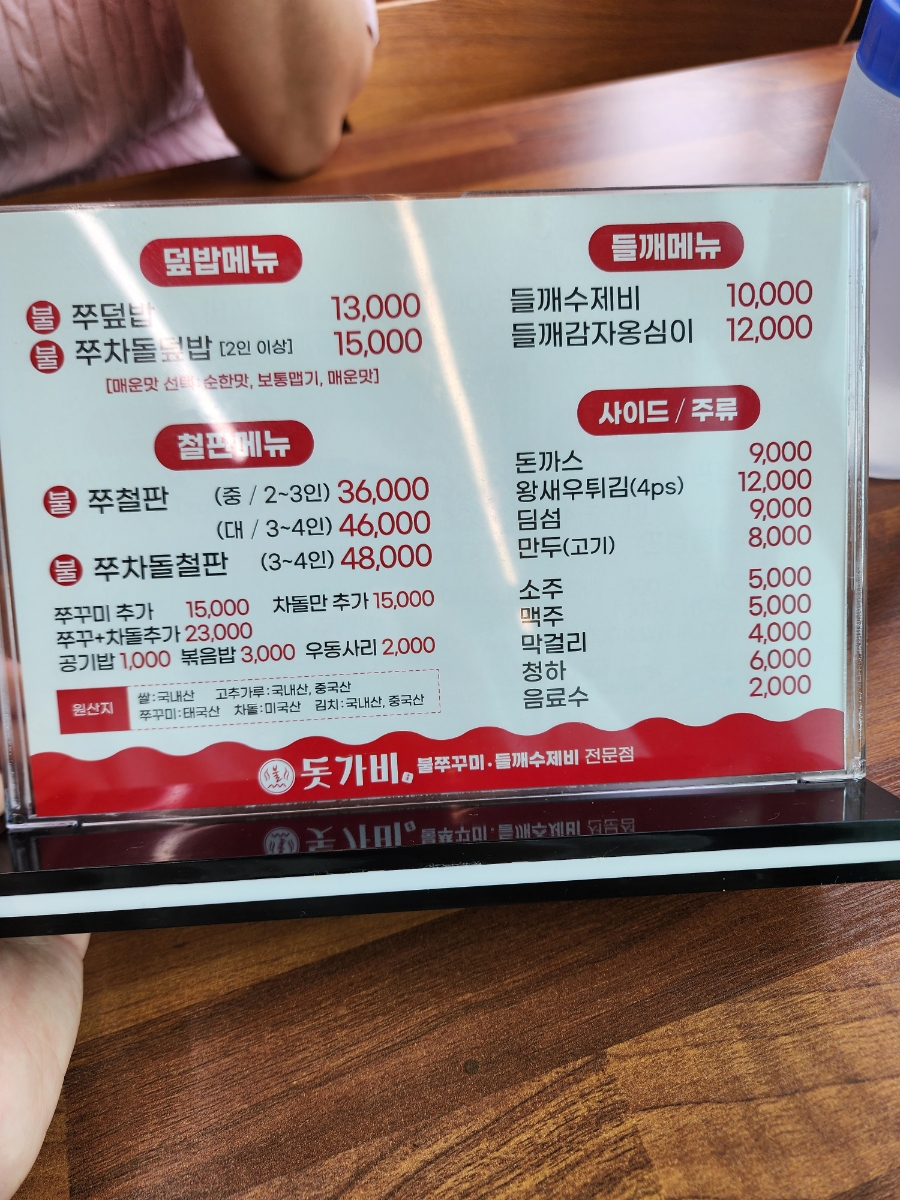 덮밥메뉴
불 쭈덮밥 13,000
불 쭈차돌덮밥 [2인 이상] 15,000
[매운맛 선택:순한맛, 보통맵기, 매운맛]
철판메뉴
불 쭈철판 (중 / 2~3인) 36,000
(대 / 3~4인) 46,000
불 쭈차돌철판 (3~4인) 48,000
쭈꾸미 추가 15,000 차돌만 추가 15,000
쭈꾸+차돌추가 23,000
공기밥 1,000 볶음밥 3,000 우동사리 2,000
원산지
쌀:국내산 고추가루:국내산, 중국산
쭈꾸미:태국산 차돌:미국산 김치:국내산, 중국산
들깨메뉴
들깨수제비 10,000
들깨감자옹심이 12,000
사이드 / 주류
돈까스 9,000
왕새우튀김(4ps) 12,000
딤섬 9,000
만두(고기) 8,000
소주 5,000
맥주 5,000
막걸리 4,000
청하 6,000
음료수 2,000
불 돗가비 불쭈꾸미·들깨수제비 전문점